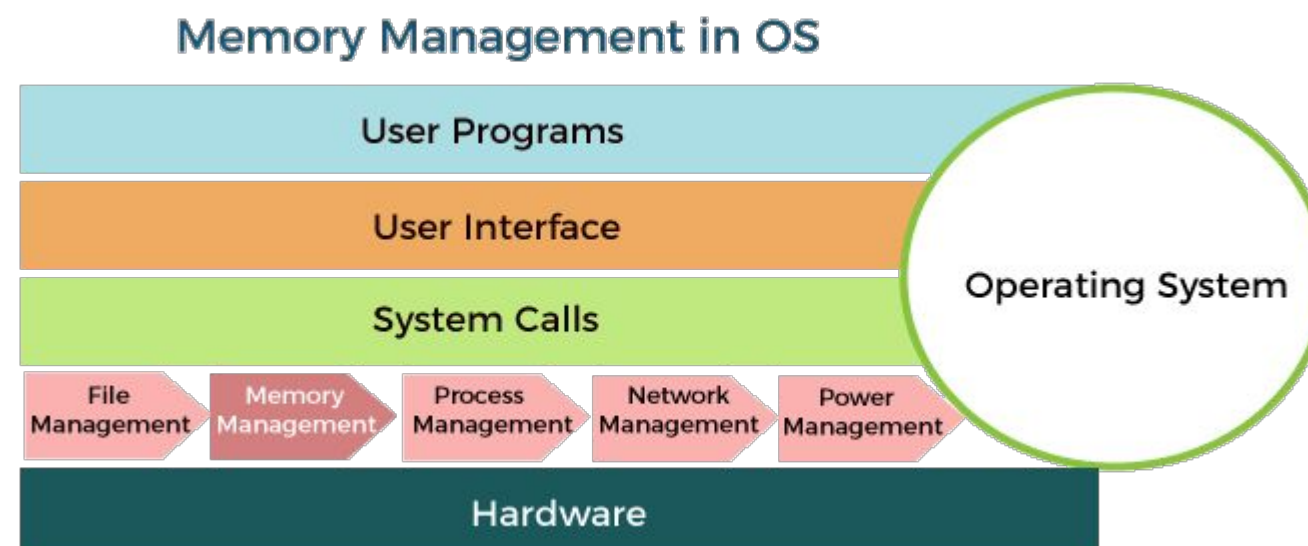 Memory Management in OS
User Programs
User Interface
Operating System
System Calls
File
Management
Memory
Management
Process
Management
Network
Management
Power
Management
Hardware